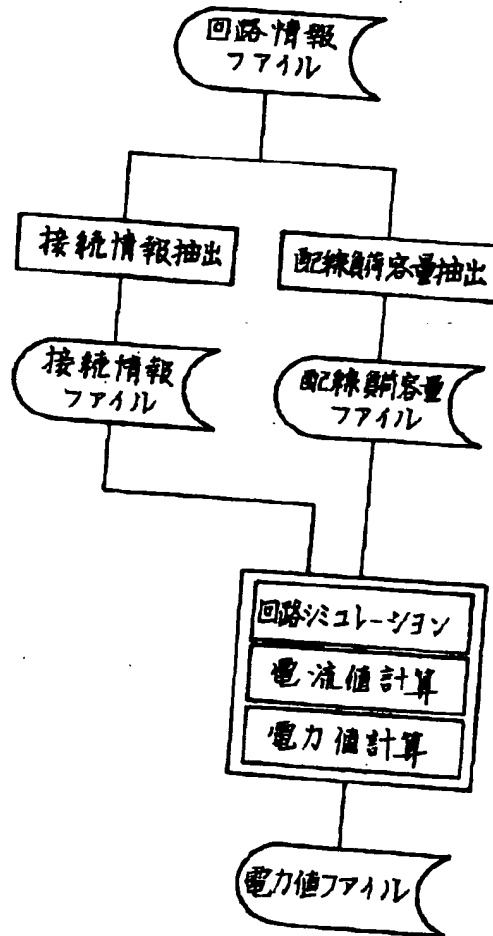 回路情報
ファイル
接続情報抽出
配線負荷容量抽出
接続情報
ファイル
配線負荷容量
ファイル
回路シミュレーション
電流値計算
電力値計算
電力値ファイル